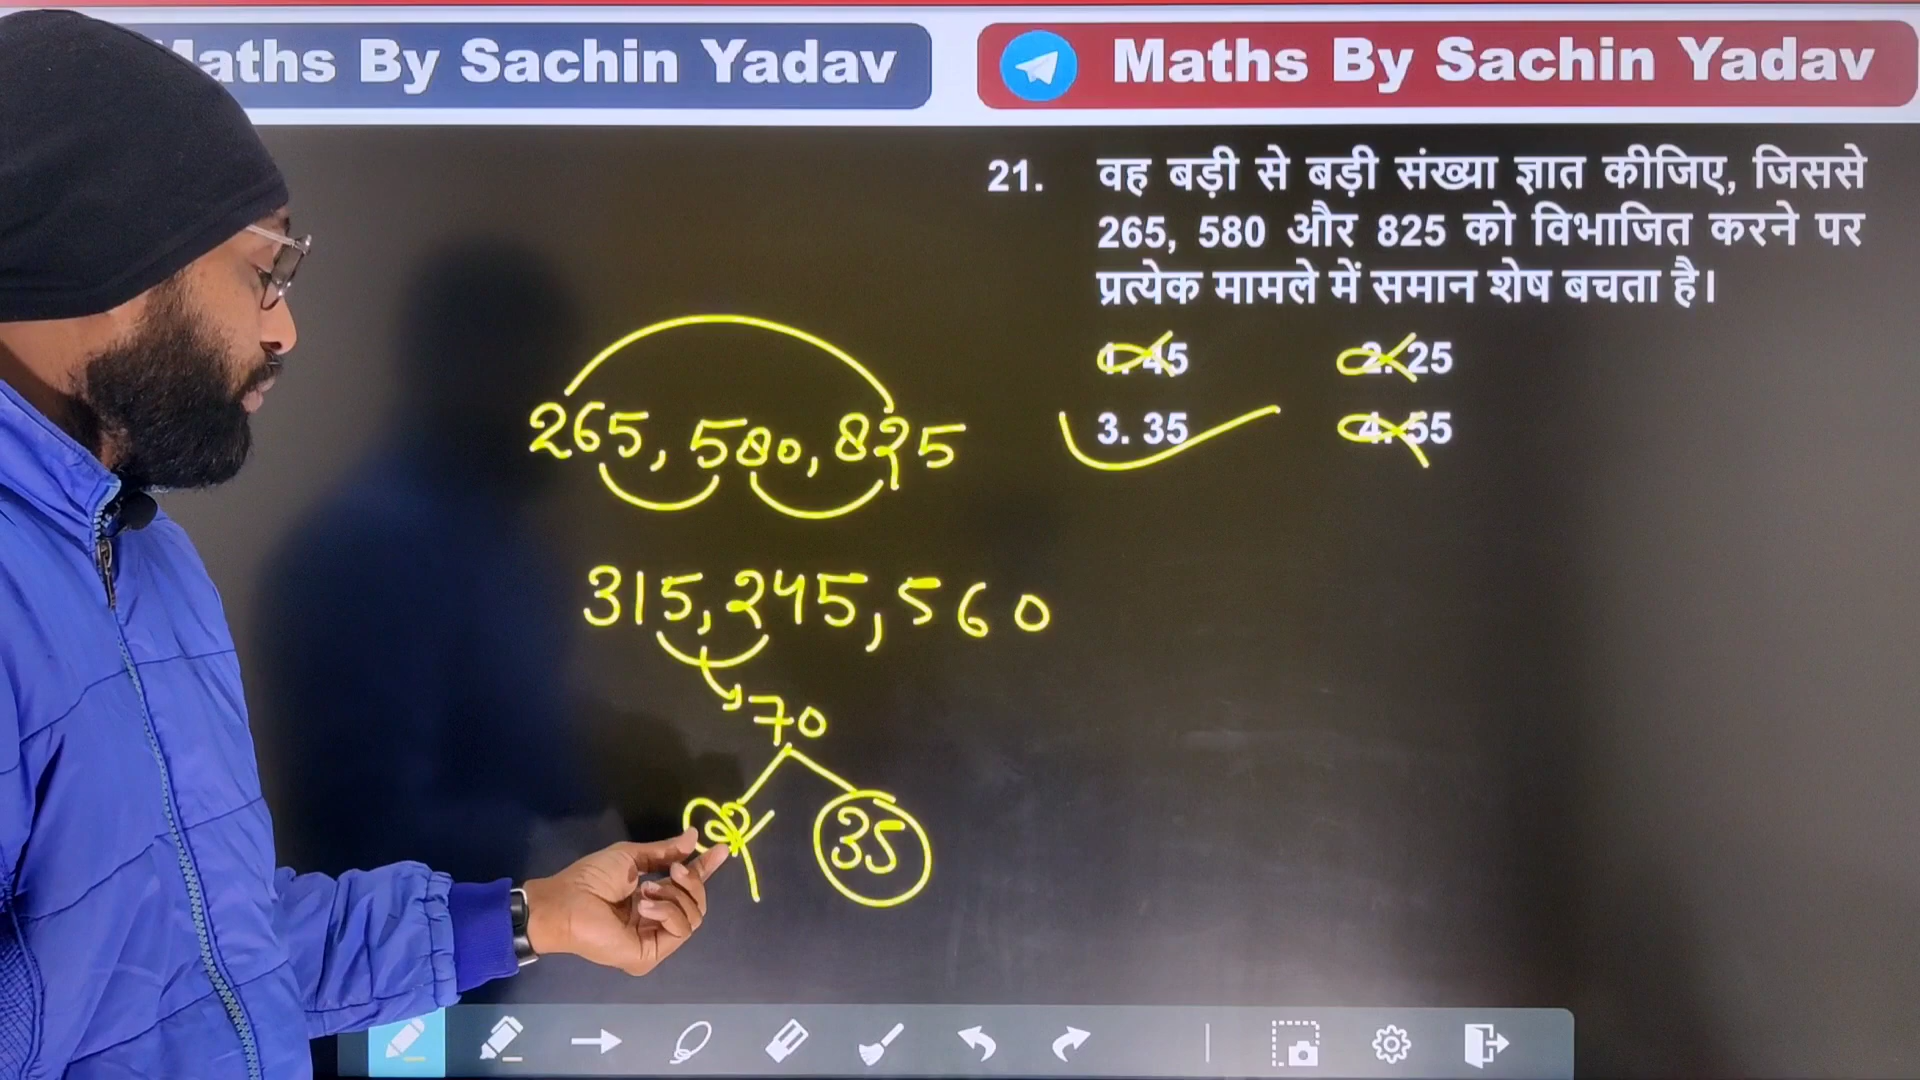 aths By Sachin Yadav
Maths By Sachin Yadav
21. वह बड़ी से बड़ी संख्या ज्ञात कीजिए, जिससे
265, 580 और 825 को विभाजित करने पर
प्रत्येक मामले में समान शेष बचता है।
1. 45 2. 25
3. 35 4. 55
265, 580, 825
315, 245, 560
70
35